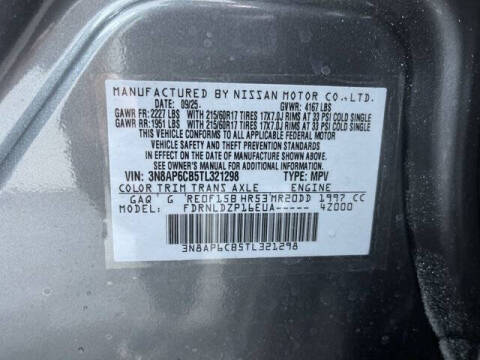 MANUFACTURED BY NISSAN MOTOR CO.,LTD.
DATE: 09/25 GVWR: 4167 LBS
GAWR FR: 2227 LBS WITH 215/60R17 TIRES 17X7.0J RIMS AT 33 PSI COLD SINGLE
GAWR RR: 1951 LBS WITH 215/60R17 TIRES 17X7.0J RIMS AT 33 PSI COLD SINGLE
THIS VEHICLE CONFORMS TO ALL APPLICABLE FEDERAL MOTOR
VEHICLE SAFETY AND THEFT PREVENTION STANDARDS
IN EFFECT ON THE DATE OF MANUFACTURE SHOWN ABOVE.
SEE OWNER'S MANUAL FOR ADDITIONAL INFORMATION
VIN: 3N8AP6CB5TL321298 TYPE: MPV
COLOR TRIM TRANS AXLE ENGINE
GAQ G RE0F15B HR53 MR20DD 1997 CC
MODEL FDRNLDZP16EUA----- 4Z000
3N8AP6CB5TL321298